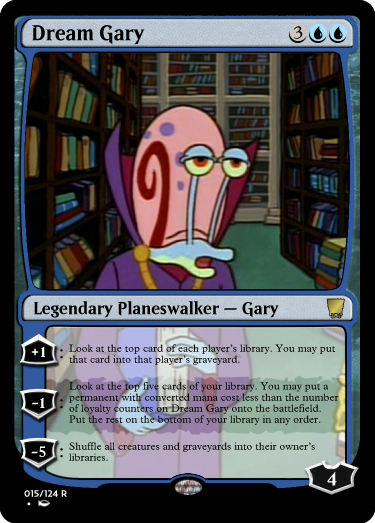 Dream Gary 3
Legendary Planeswalker — Gary
+1 : Look at the top card of each player's library. You may put
that card into that player's graveyard.
Look at the top five cards of your library. You may put a
-1 : permanent with converted mana cost less than the number
of loyalty counters on Dream Gary onto the battlefield.
Put the rest on the bottom of your library in any order.
-5 : Shuffle all creatures and graveyards into their owner's
libraries.
4
015/124 R